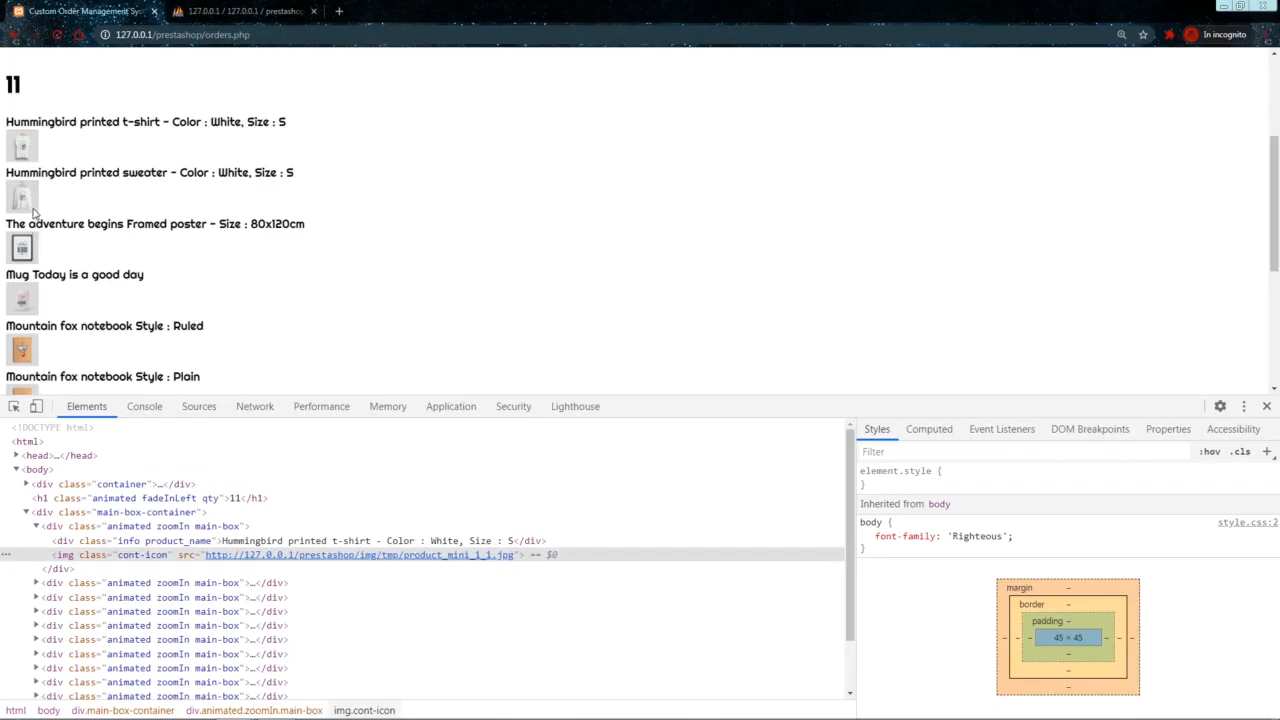 Custom Order Management Sys
127.0.0.1 / 127.0.0.1 / prestasho
127.0.0.1/prestashop/orders.php
In incognito
11
Hummingbird printed t-shirt - Color : White, Size : S
Hummingbird printed sweater - Color : White, Size : S
The adventure begins Framed poster - Size : 80x120cm
Mug Today is a good day
Mountain fox notebook Style : Ruled
Mountain fox notebook Style : Plain
Elements Console Sources Network Performance Memory Application Security Lighthouse
<!DOCTYPE html>
<html>
<head>…</head>
<body>
<div class="container">…</div>
<h1 class="animated fadeInLeft qty">11</h1>
<div class="main-box-container">
<div class="animated zoomIn main-box">
<div class="info product_name">Hummingbird printed t-shirt - Color : White, Size : S</div>
<img class="cont-icon" src="http://127.0.0.1/prestashop/img/tmp/product_mini_1_1.jpg"> == $0
</div>
<div class="animated zoomIn main-box">…</div>
<div class="animated zoomIn main-box">…</div>
<div class="animated zoomIn main-box">…</div>
<div class="animated zoomIn main-box">…</div>
<div class="animated zoomIn main-box">…</div>
<div class="animated zoomIn main-box">…</div>
<div class="animated zoomIn main-box">…</div>
<div class="animated zoomIn main-box">…</div>
<div class="animated zoomIn main-box">…</div>
html body div.main-box-container div.animated.zoomIn.main-box img.cont-icon
Styles Computed Event Listeners DOM Breakpoints Properties Accessibility
Filter :hov .cls +
element.style {
}
Inherited from body
body { style.css:2
font-family: 'Righteous';
}
margin –
border –
padding –
– – – 45 × 45 – – –
–
–
–